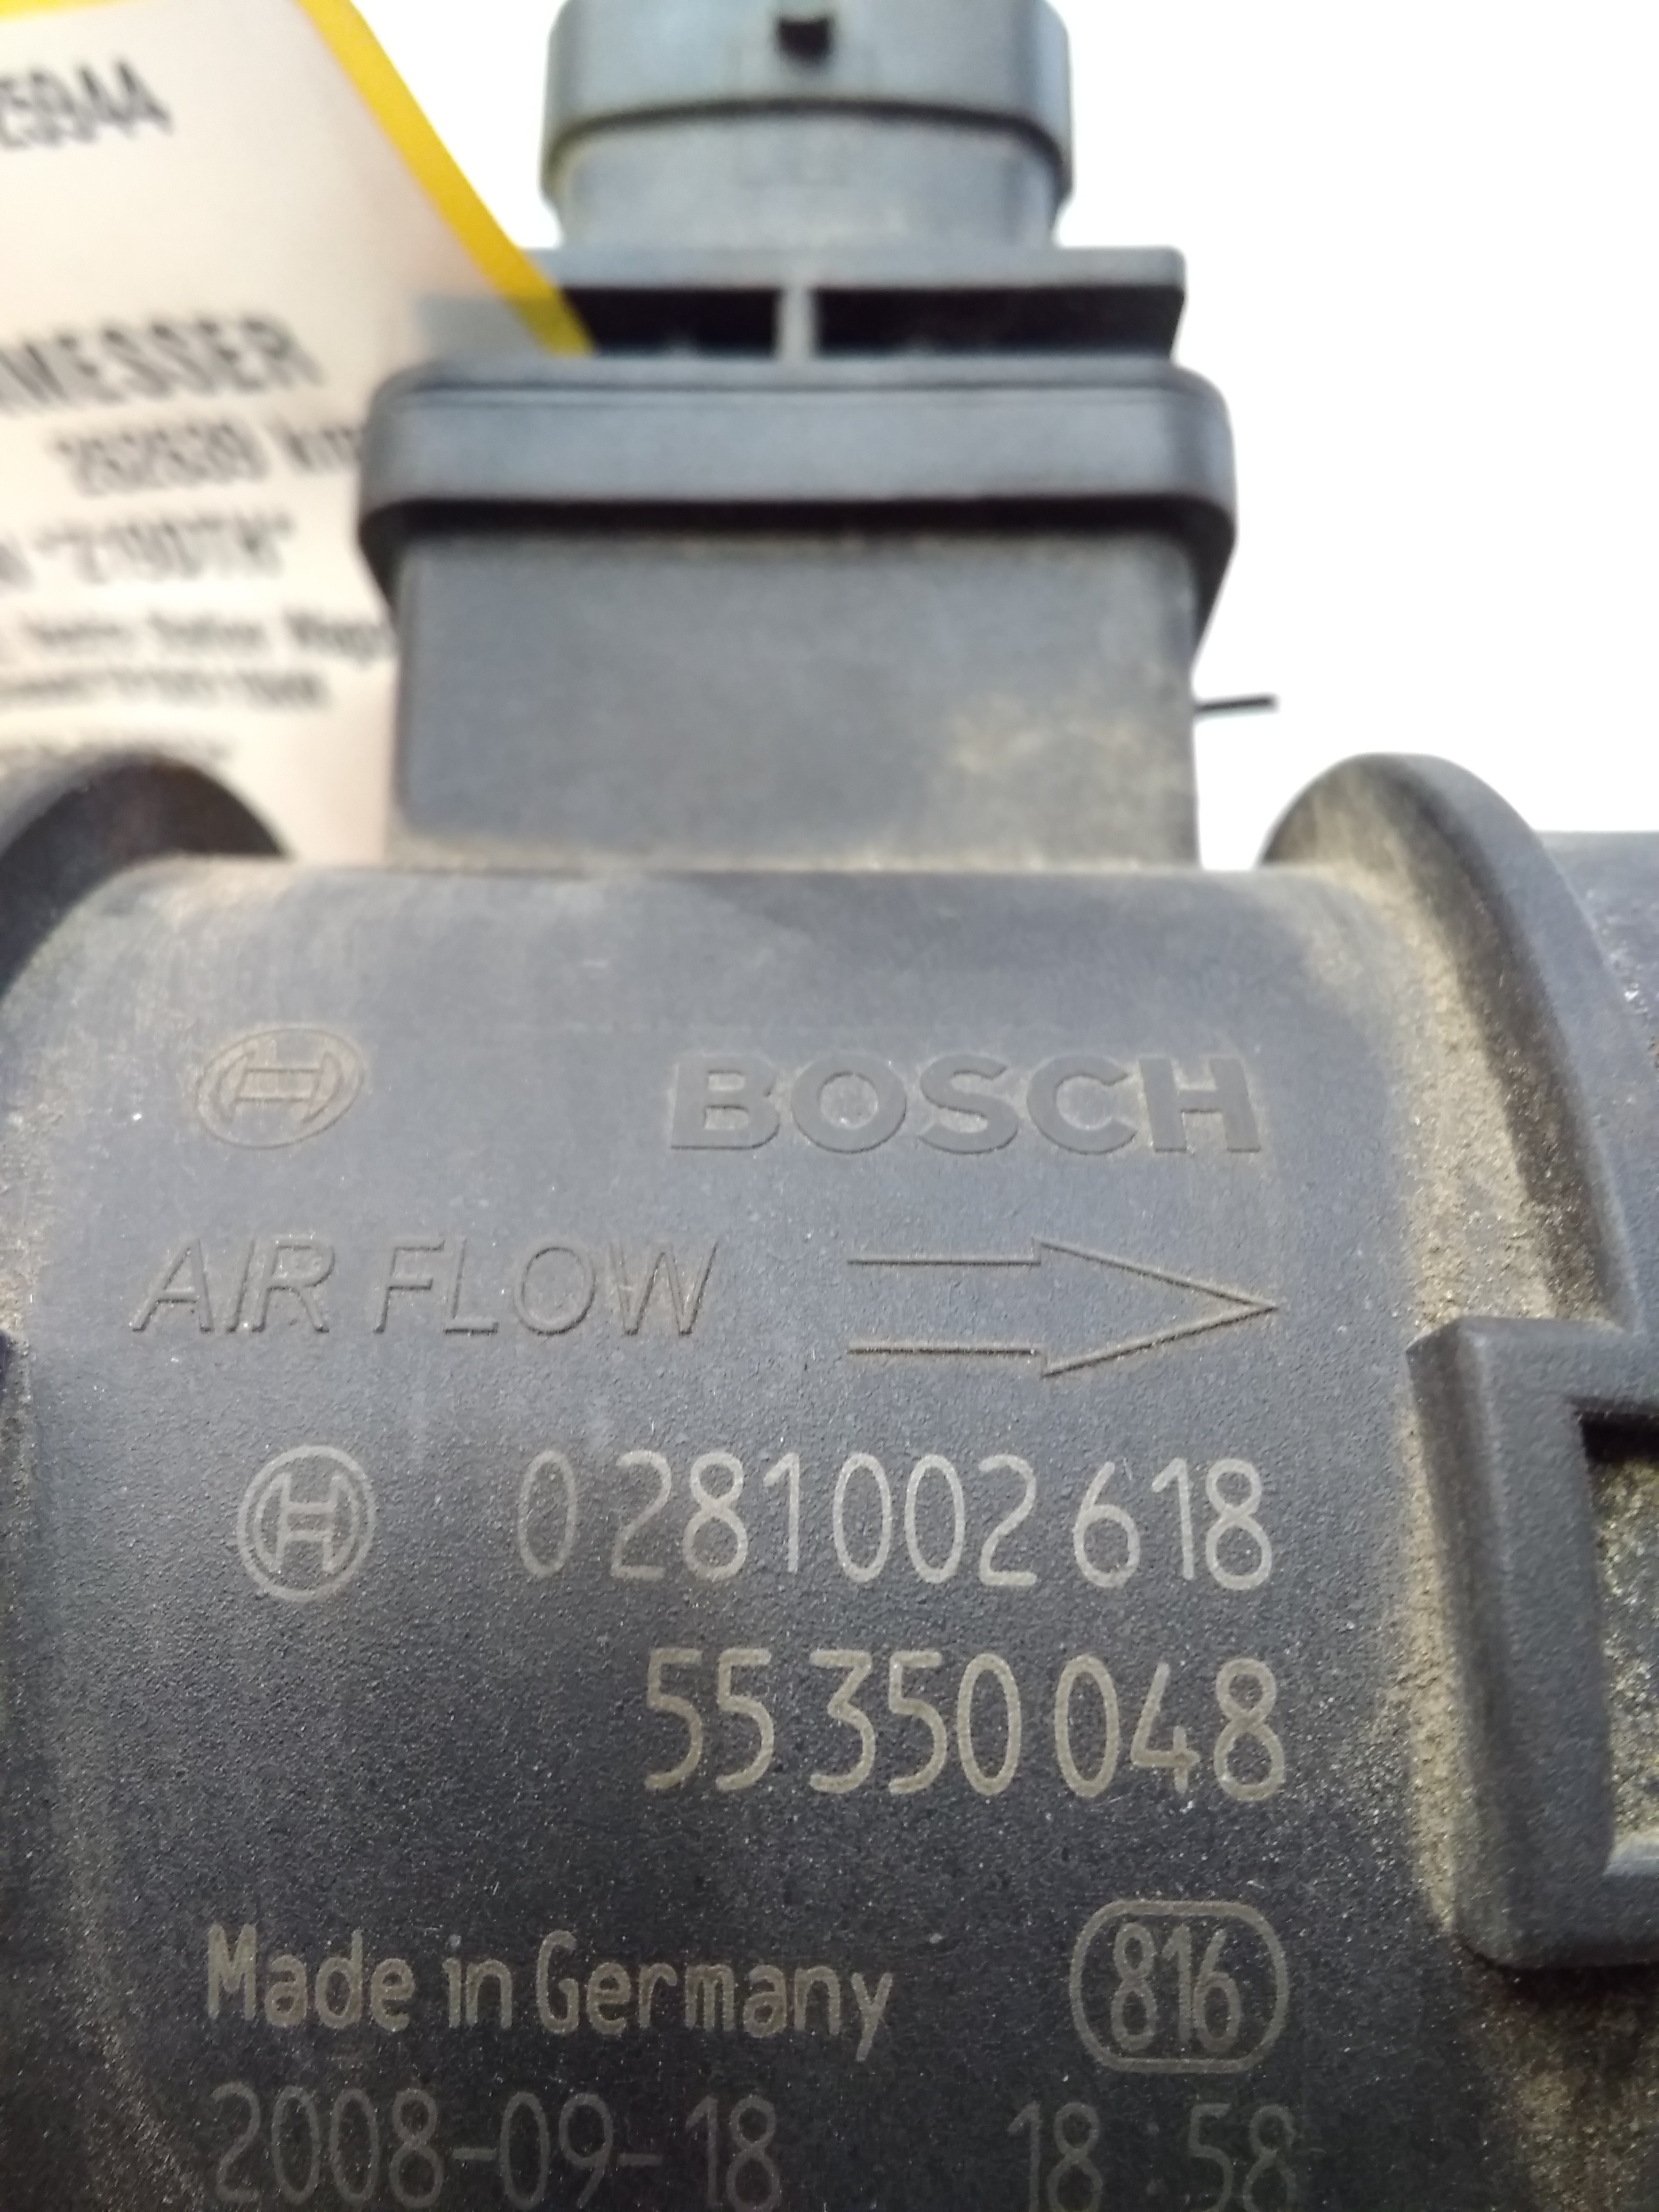 25944
MESSER
BOSCH
AIR FLOW
0 281 002 618
55 350 048
Made in Germany
816
2008-09-18 18:58